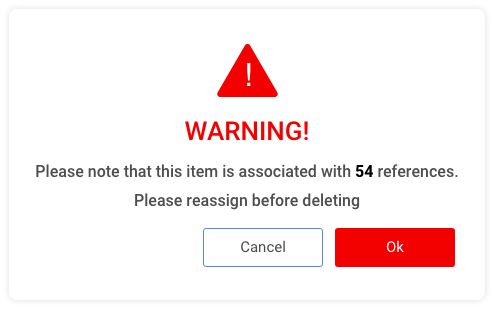 !
WARNING!
Please note that this item is associated with 54 references.
Please reassign before deleting
Cancel Ok